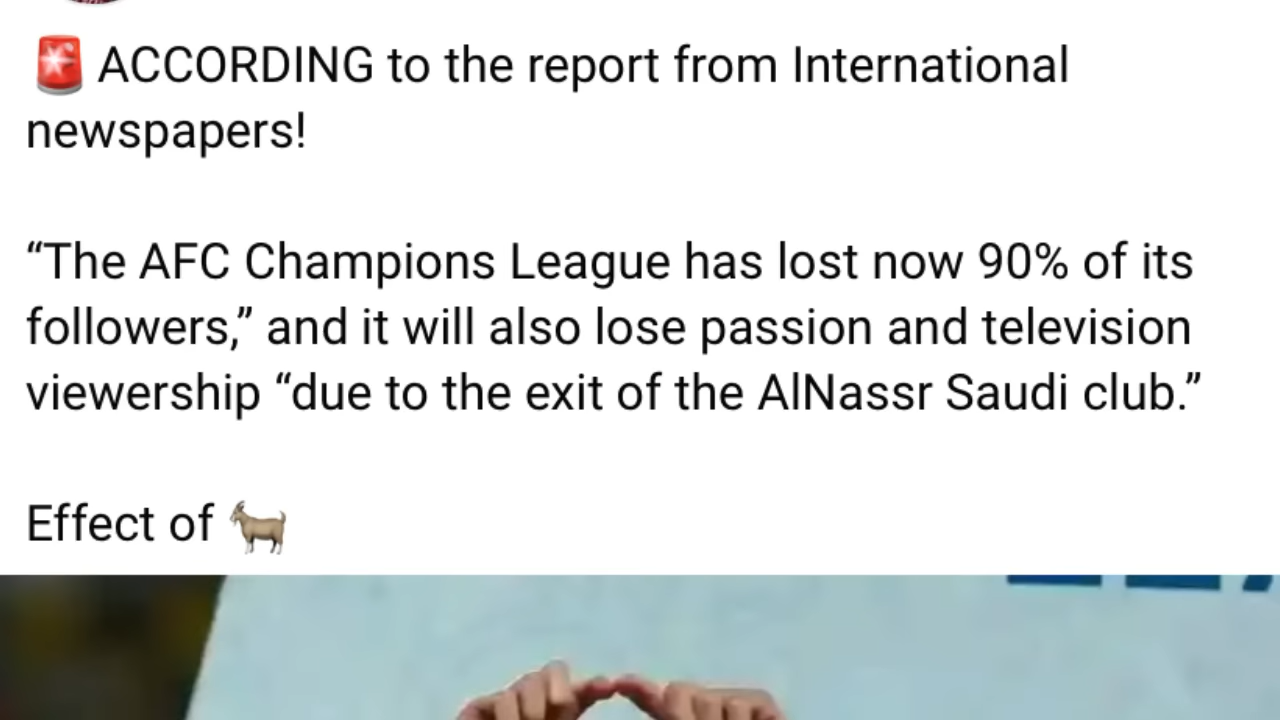 🚨 ACCORDING to the report from International
newspapers!
“The AFC Champions League has lost now 90% of its
followers,” and it will also lose passion and television
viewership “due to the exit of the AlNassr Saudi club.”
Effect of 🐐